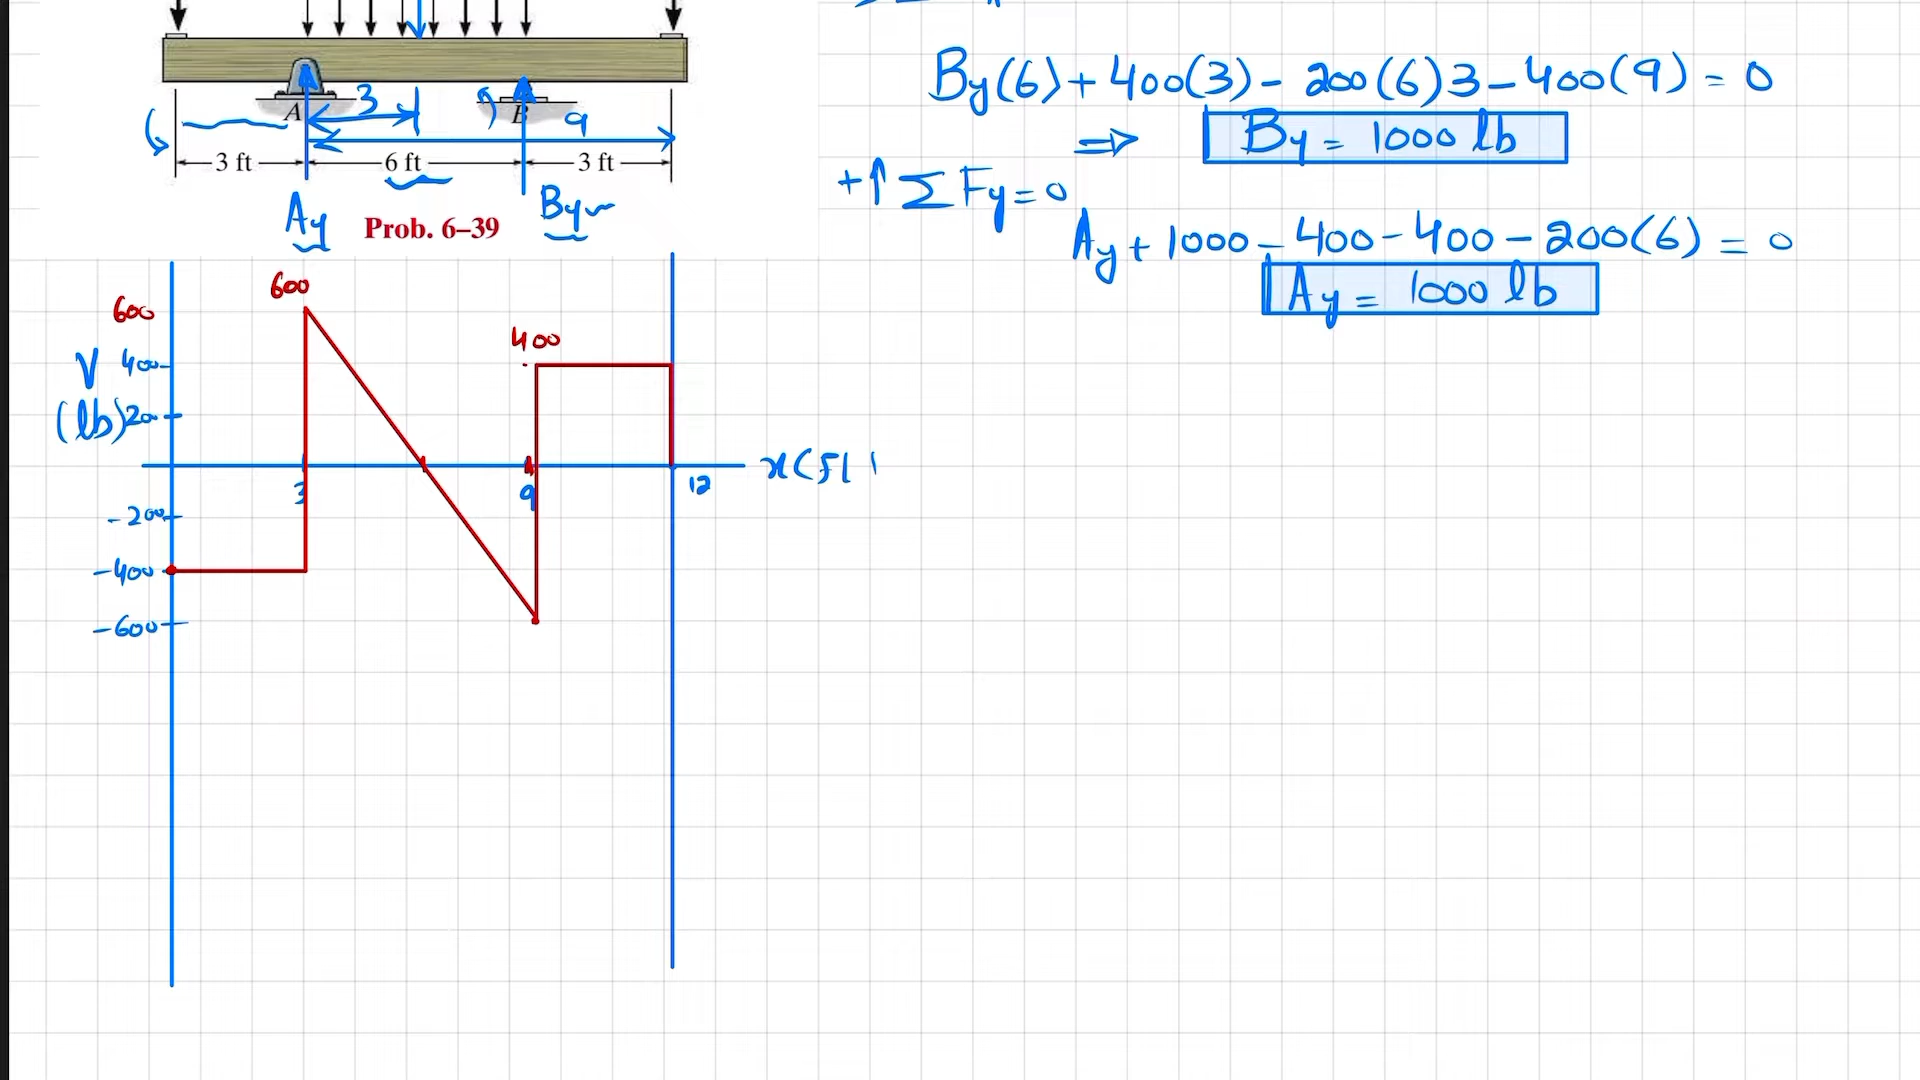 By(6) + 400(3) - 200(6)3 - 400(9) = 0
⇒ By = 1000 lb
+↑ ΣFy = 0
Ay + 1000 - 400 - 400 - 200(6) = 0
Ay = 1000 lb
A 3 B 9
3 ft 6 ft 3 ft
Ay By
Prob. 6–39
600
600
400
V 400
(lb) 200
x(ft
3 9 12
-200
-400
-600